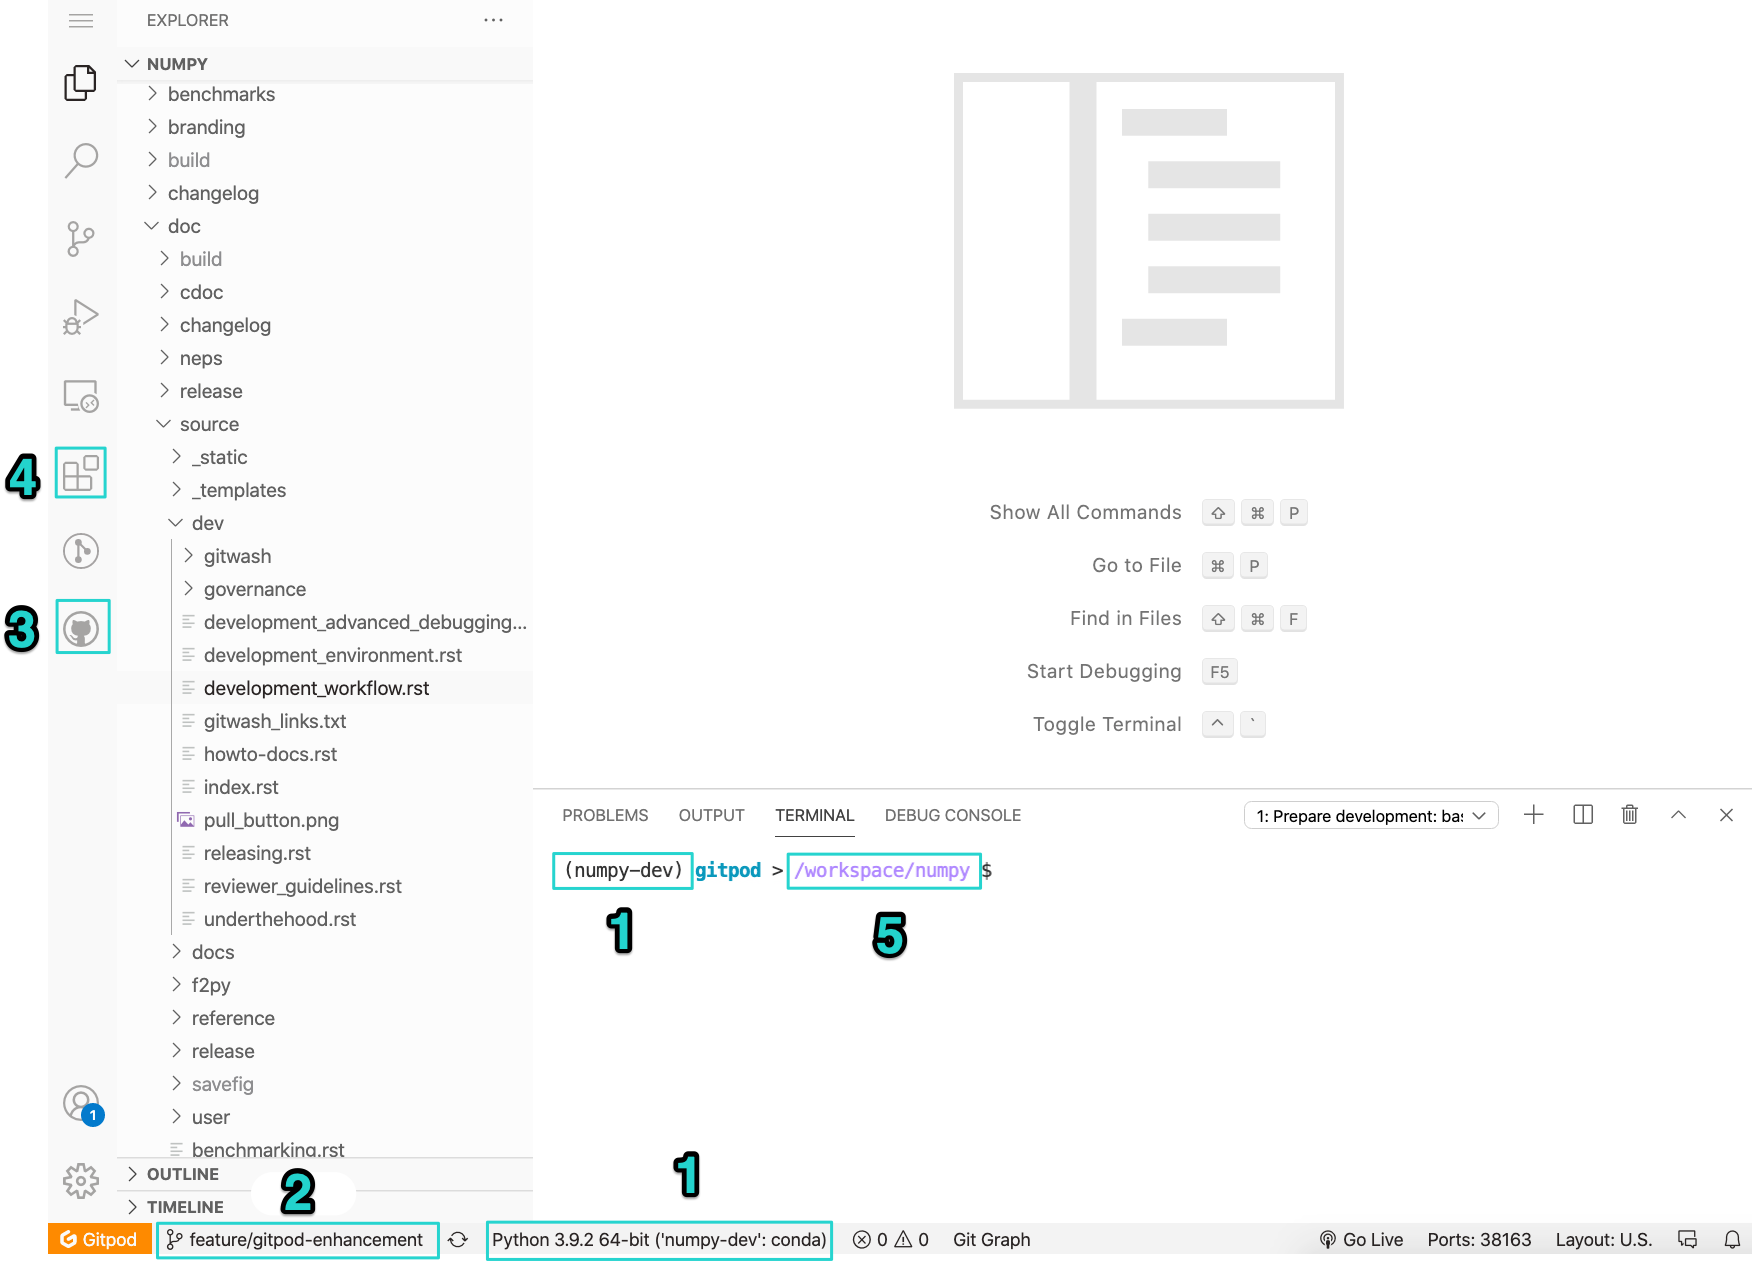 EXPLORER
NUMPY
benchmarks
branding
build
changelog
doc
build
cdoc
changelog
neps
release
source
_static
_templates
dev
gitwash
governance
development_advanced_debugging...
development_environment.rst
development_workflow.rst
gitwash_links.txt
howto-docs.rst
index.rst
pull_button.png
releasing.rst
reviewer_guidelines.rst
underthehood.rst
docs
f2py
reference
release
savefig
user
benchmarking.rst
OUTLINE
TIMELINE
4
3
1
2
Show All Commands ⇧ ⌘ P
Go to File ⌘ P
Find in Files ⇧ ⌘ F
Start Debugging F5
Toggle Terminal ^ `
PROBLEMS OUTPUT TERMINAL DEBUG CONSOLE 1: Prepare development: bas
(numpy-dev) gitpod > /workspace/numpy $
1 5
1
Gitpod feature/gitpod-enhancement Python 3.9.2 64-bit ('numpy-dev': conda) 0 0 Git Graph Go Live Ports: 38163 Layout: U.S.